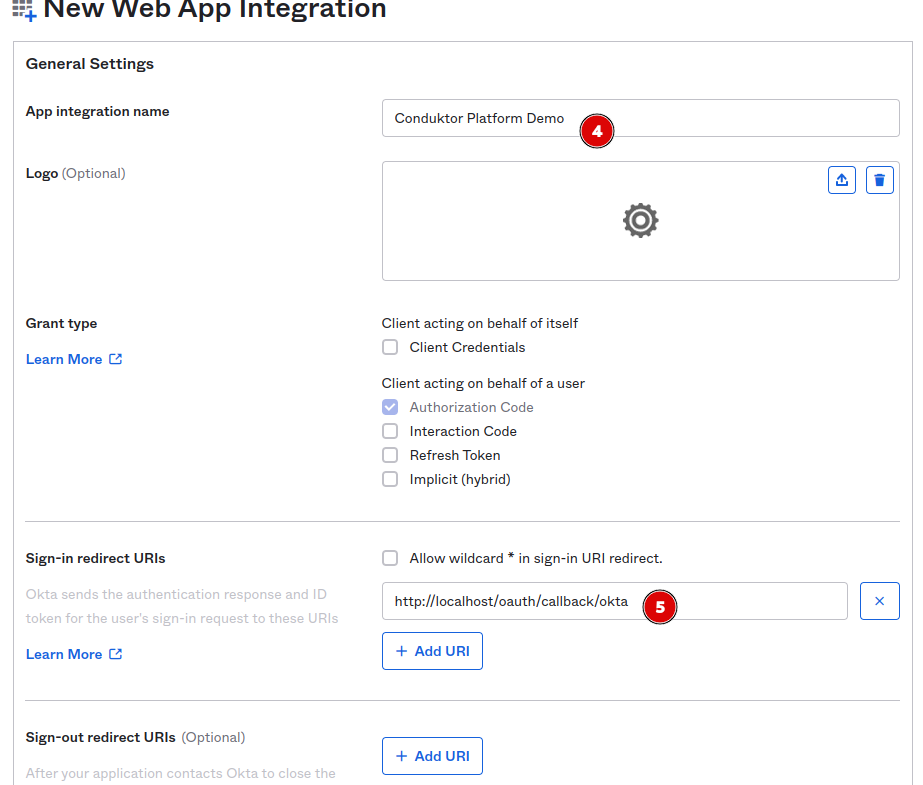 New Web App Integration
General Settings
App integration name
Conduktor Platform Demo
4
Logo (Optional)
Grant type
Client acting on behalf of itself
Client Credentials
Learn More
Client acting on behalf of a user
Authorization Code
Interaction Code
Refresh Token
Implicit (hybrid)
Sign-in redirect URIs
Allow wildcard * in sign-in URI redirect.
Okta sends the authentication response and ID
token for the user's sign-in request to these URIs
http://localhost/oauth/callback/okta
5
Learn More
+ Add URI
Sign-out redirect URIs (Optional)
+ Add URI
After your application contacts Okta to close the